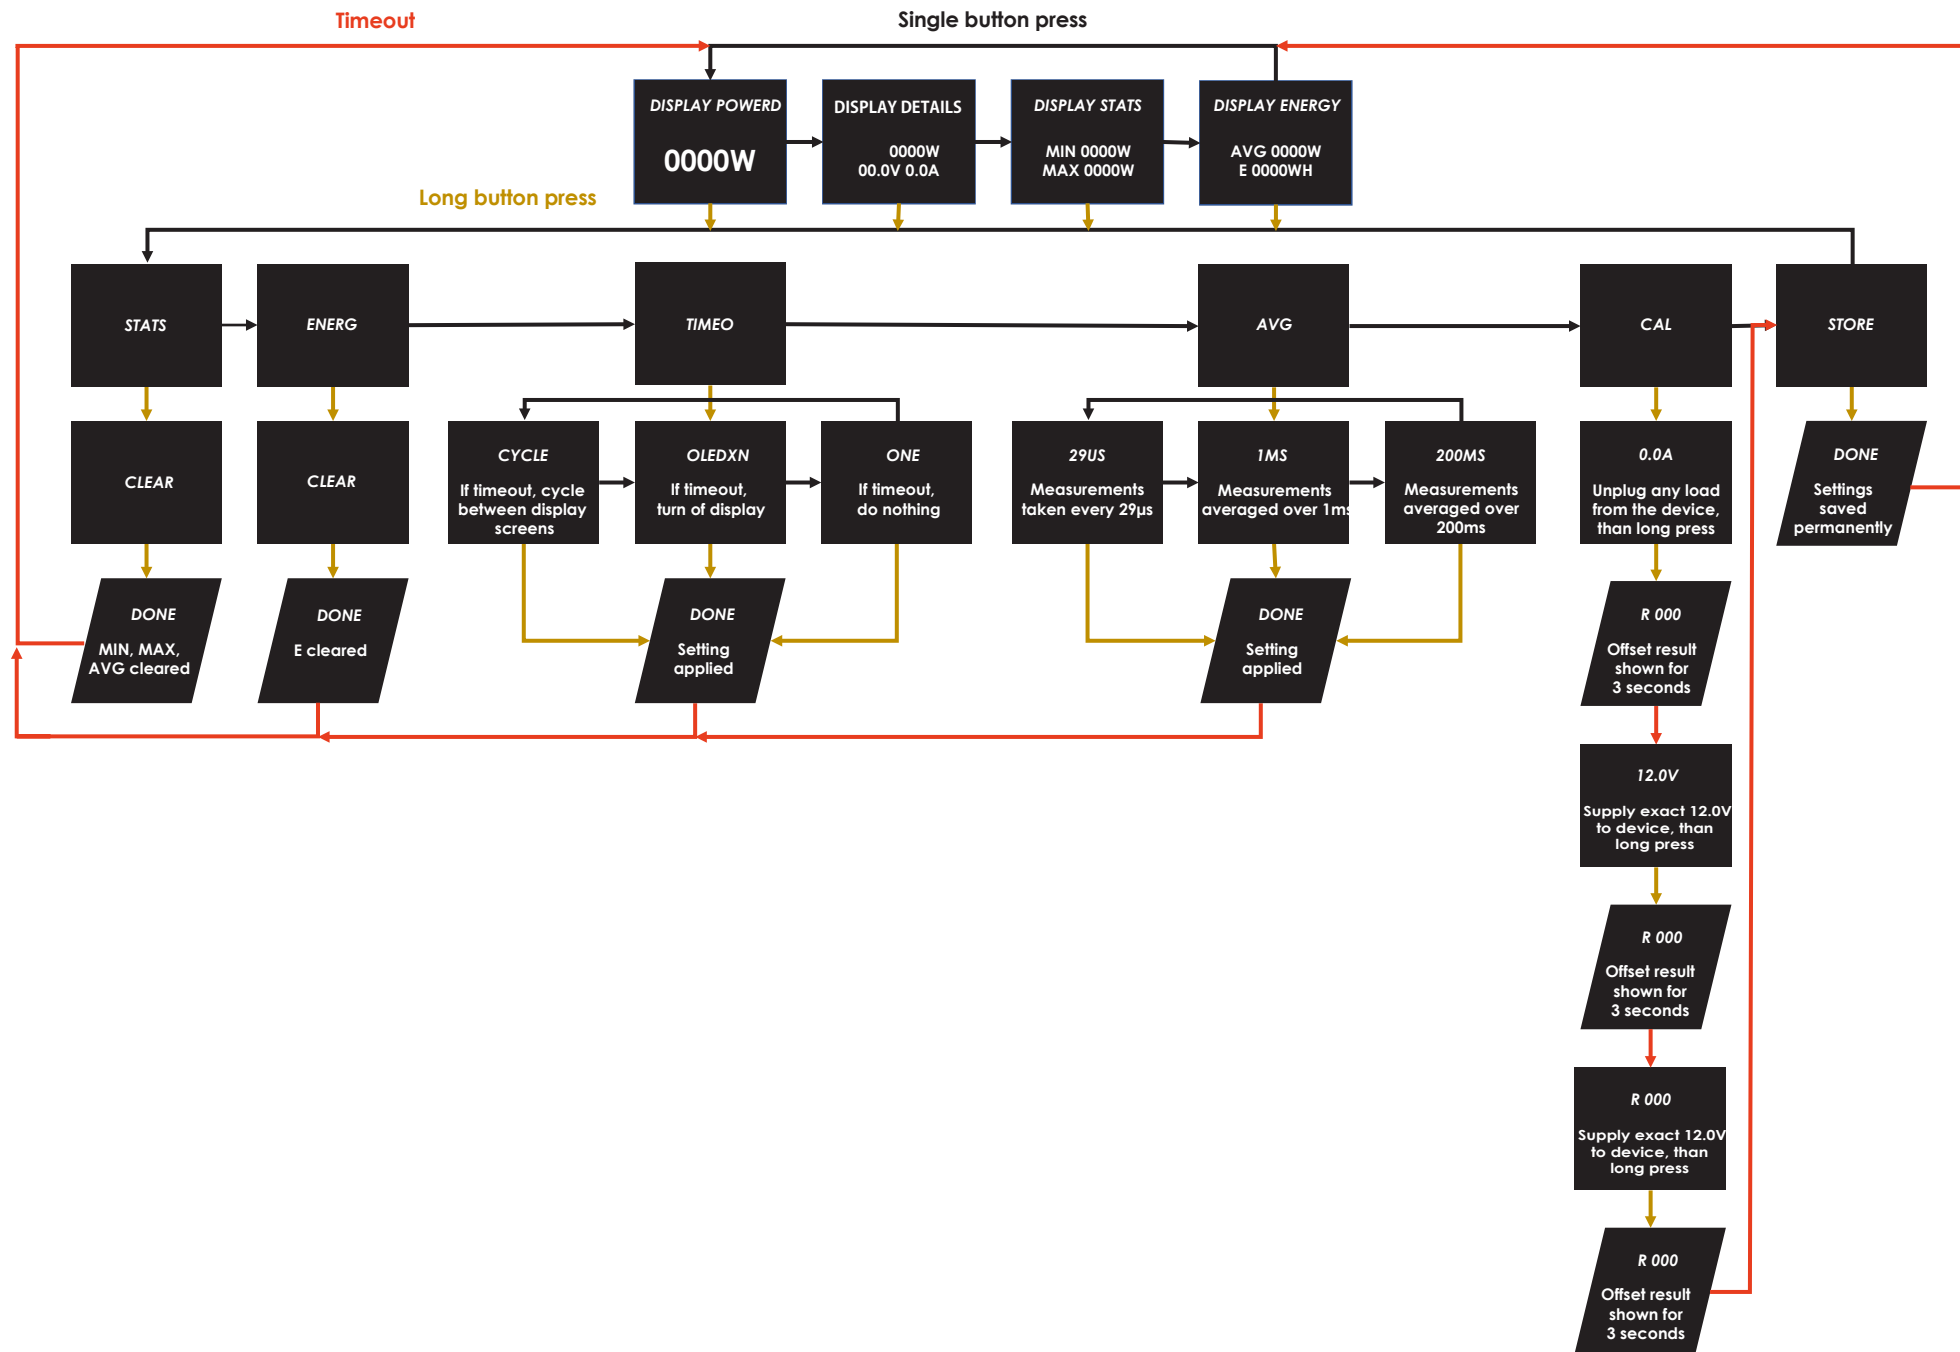 Timeout
Single button press
DISPLAY POWERD
0000W
DISPLAY DETAILS
0000W
00.0V 0.0A
DISPLAY STATS
MIN 0000W
MAX 0000W
DISPLAY ENERGY
AVG 0000W
E 0000WH
Long button press
STATS
ENERG
TIMEO
AVG
CAL
STORE
CLEAR
CLEAR
CYCLE
If timeout, cycle
between display
screens
OLEDXN
If timeout,
turn of display
ONE
If timeout,
do nothing
29US
Measurements
taken every 29µs
1MS
Measurements
averaged over 1ms
200MS
Measurements
averaged over
200ms
0.0A
Unplug any load
from the device,
than long press
DONE
Settings
saved
permanently
DONE
MIN, MAX,
AVG cleared
DONE
E cleared
DONE
Setting
applied
DONE
Setting
applied
R 000
Offset result
shown for
3 seconds
12.0V
Supply exact 12.0V
to device, than
long press
R 000
Offset result
shown for
3 seconds
R 000
Supply exact 12.0V
to device, than
long press
R 000
Offset result
shown for
3 seconds